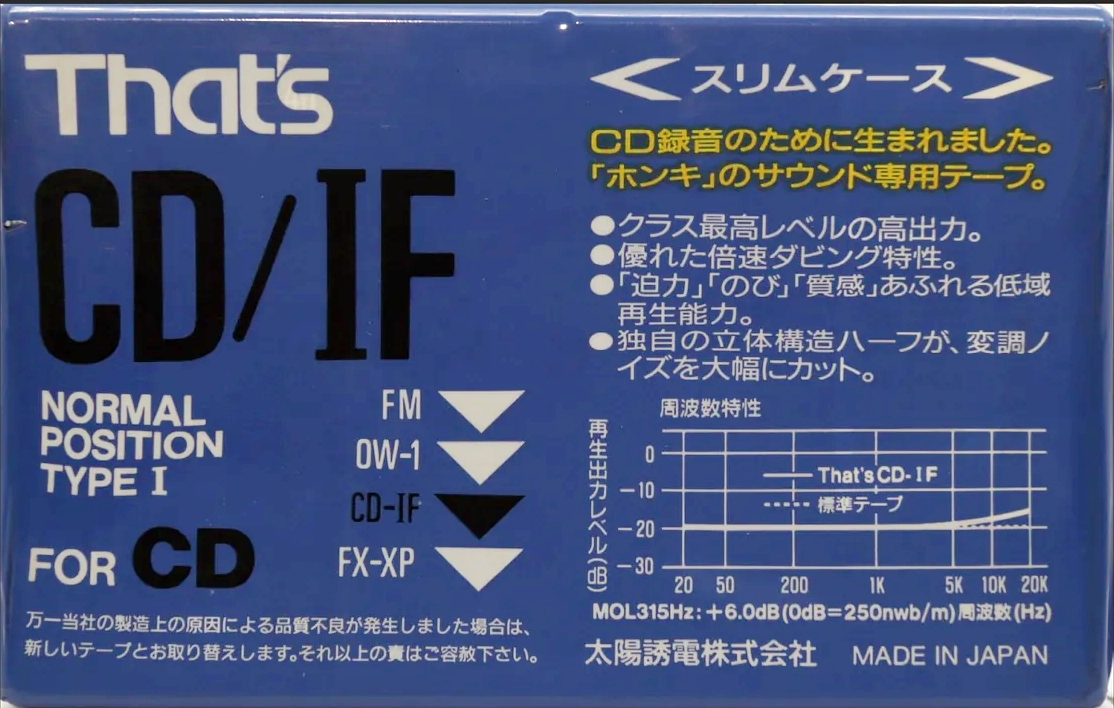 That's
CD/IF
NORMAL
POSITION
TYPE I
FOR CD
FM
OW-1
CD-IF
FX-XP
万一当社の製造上の原因による品質不良が発生しました場合は、
新しいテープとお取り替えします。それ以上の責はご容赦下さい。
＜スリムケース＞
CD録音のために生まれました。
「ホンキ」のサウンド専用テープ。
●クラス最高レベルの高出力。
●優れた倍速ダビング特性。
●「迫力」「のび」「質感」あふれる低域
再生能力。
●独自の立体構造ハーフが、変調ノ
イズを大幅にカット。
周波数特性
再生出力レベル(dB)
0
-10
-20
-30
That's CD-IF
標準テープ
20 50 200 1K 5K 10K 20K
MOL315Hz:+6.0dB(0dB=250nwb/m)周波数(Hz)
太陽誘電株式会社 MADE IN JAPAN